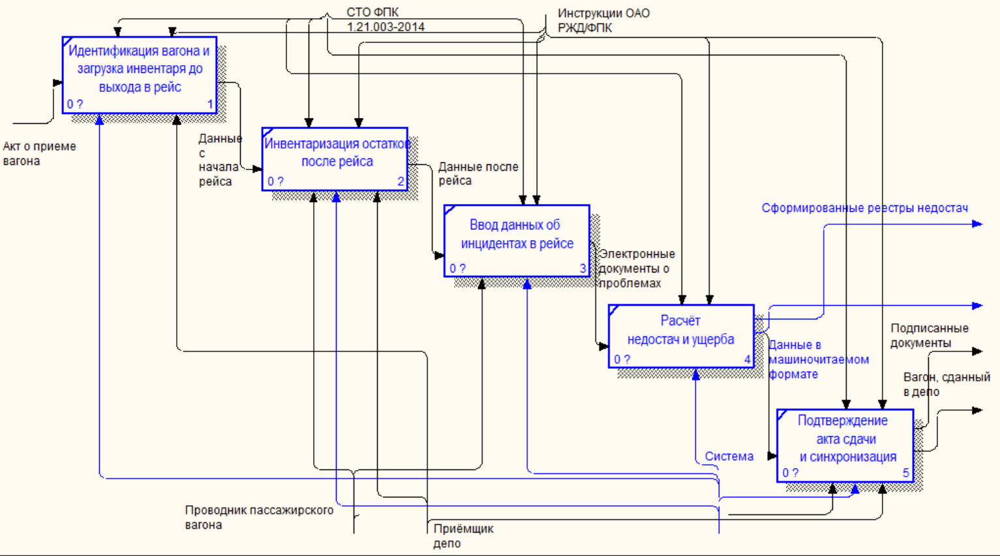 СТО ФПК
1.21.003-2014
Инструкции ОАО
РЖД/ФПК
Идентификация вагона и
загрузка инвентаря до
выхода в рейс
0 ?
1
Акт о приеме
вагона
Данные
с
начала
рейса
Инвентаризация остатков
после рейса
0 ?
2
Данные после
рейса
Ввод данных об
инцидентах в рейсе
0 ?
3
Электронные
документы о
проблемах
Сформированные реестры недостач
Расчёт
недостач и ущерба
0 ?
4
Данные в
машиночитаемом
формате
Подписанные
документы
Вагон, сданный
в депо
Подтверждение
акта сдачи
и синхронизация
0 ?
5
Система
Проводник пассажирского
вагона
Приёмщик
депо